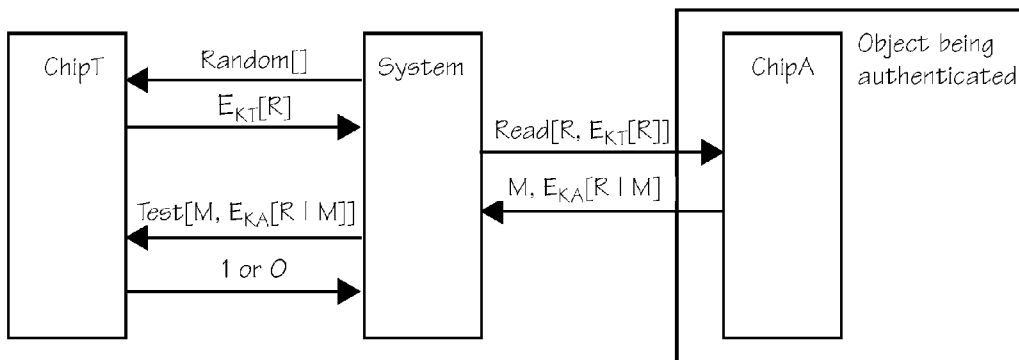 ChipT
Random[]
E_KT[R]
Test[M, E_KA[R | M]]
1 or 0
System
Read[R, E_KT[R]]
M, E_KA[R | M]
ChipA
Object being
authenticated